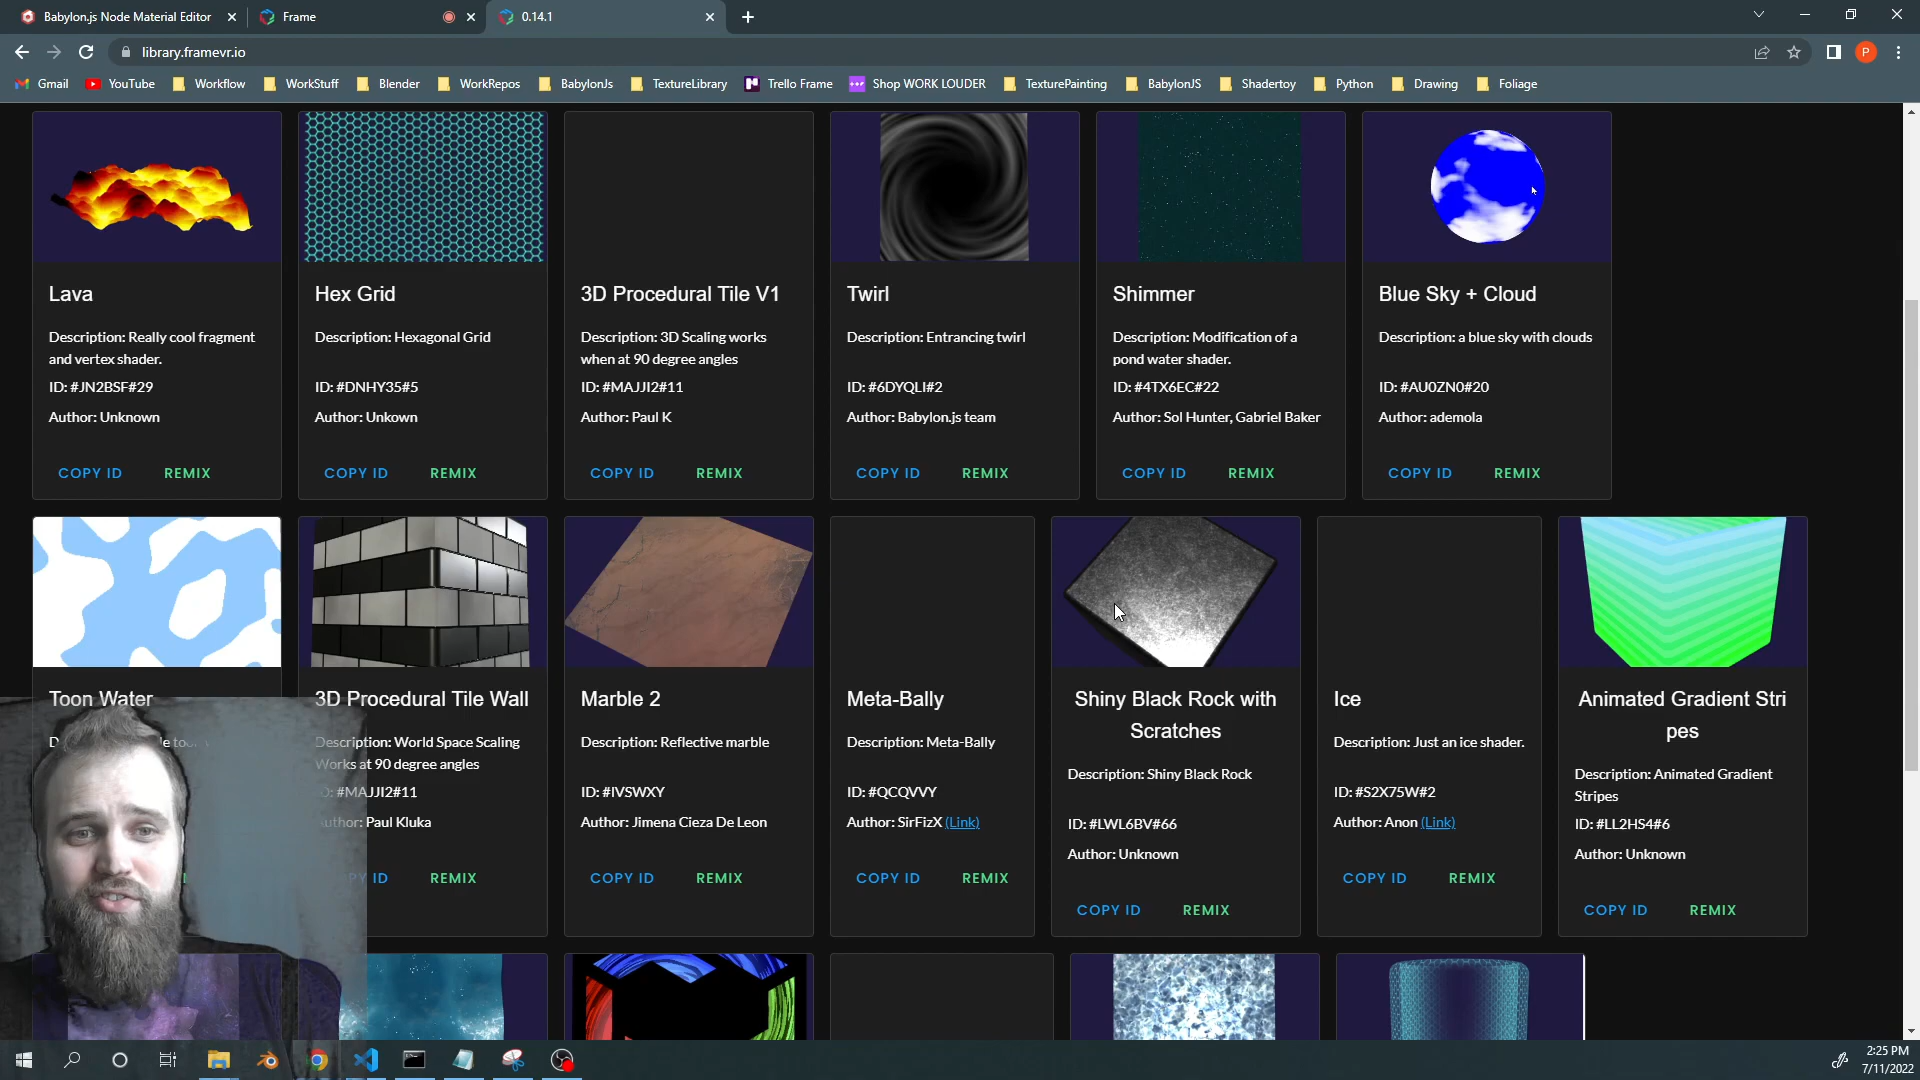 Babylon.js Node Material Editor
Frame
0.14.1
library.framevr.io
P
Gmail
YouTube
Workflow
WorkStuff
Blender
WorkRepos
BabylonJs
TextureLibrary
Trello Frame
Shop WORK LOUDER
TexturePainting
BabylonJS
Shadertoy
Python
Drawing
Foliage
Lava
Description: Really cool fragment
and vertex shader.
ID: #JN2BSF#29
Author: Unknown
COPY ID REMIX
Hex Grid
Description: Hexagonal Grid
ID: #DNHY35#5
Author: Unkown
COPY ID REMIX
3D Procedural Tile V1
Description: 3D Scaling works
when at 90 degree angles
ID: #MAJJI2#11
Author: Paul K
COPY ID REMIX
Twirl
Description: Entrancing twirl
ID: #6DYQLI#2
Author: Babylon.js team
COPY ID REMIX
Shimmer
Description: Modification of a
pond water shader.
ID: #4TX6EC#22
Author: Sol Hunter, Gabriel Baker
COPY ID REMIX
Blue Sky + Cloud
Description: a blue sky with clouds
ID: #AU0ZN0#20
Author: ademola
COPY ID REMIX
Toon Water
3D Procedural Tile Wall
Description: World Space Scaling
Works at 90 degree angles
ID: #MAJJI2#11
Author: Paul Kluka
ID REMIX
Marble 2
Description: Reflective marble
ID: #IVSWXY
Author: Jimena Cieza De Leon
COPY ID REMIX
Meta-Bally
Description: Meta-Bally
ID: #QCQVVY
Author: SirFizX (Link)
COPY ID REMIX
Shiny Black Rock with
Scratches
Description: Shiny Black Rock
ID: #LWL6BV#66
Author: Unknown
COPY ID REMIX
Ice
Description: Just an ice shader.
ID: #S2X75W#2
Author: Anon (Link)
COPY ID REMIX
Animated Gradient Stri
pes
Description: Animated Gradient
Stripes
ID: #LL2HS4#6
Author: Unknown
COPY ID REMIX
2:25 PM
7/11/2022